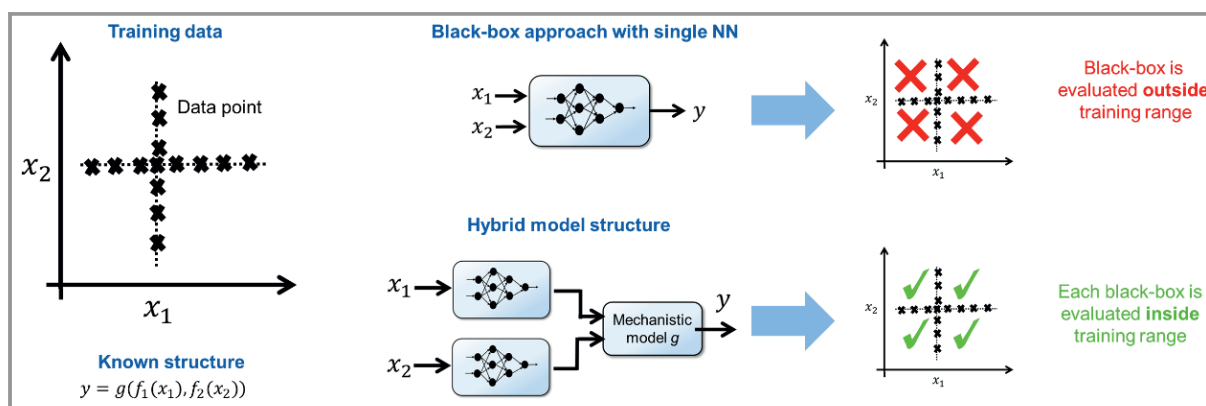 Training data
Data point
x₂
x₁
Known structure
y = g(f₁(x₁), f₂(x₂))
Black-box approach with single NN
x₁
x₂
y
x₂
x₁
Black-box is
evaluated outside
training range
Hybrid model structure
x₁
x₂
Mechanistic
model g
y
x₂
x₁
Each black-box is
evaluated inside
training range